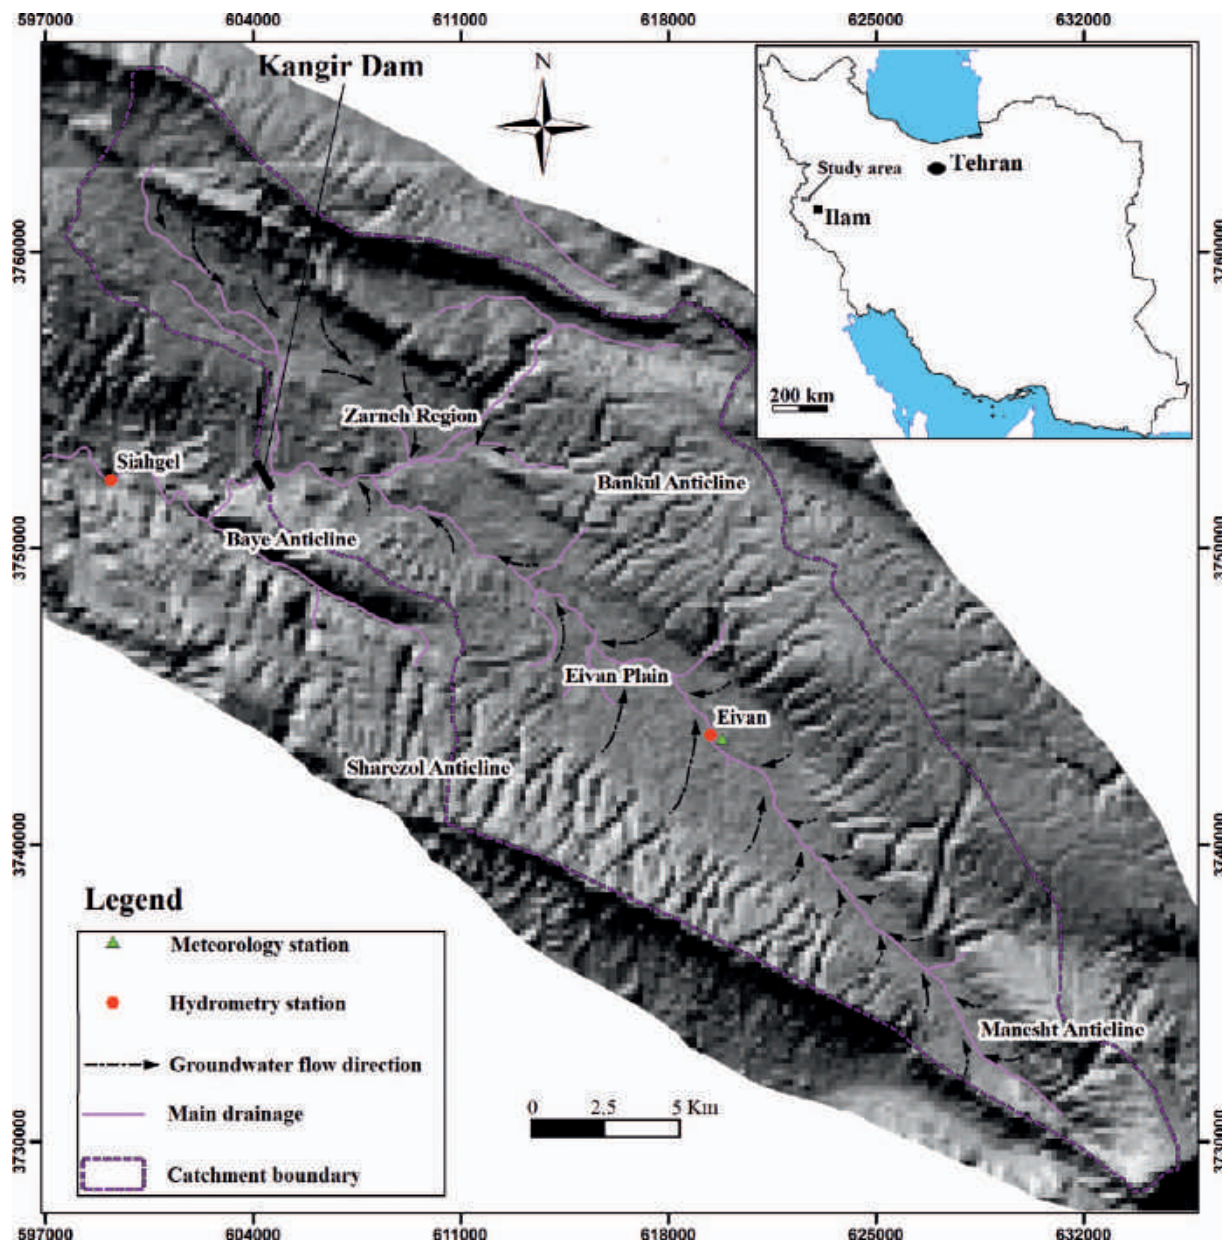 597000 604000 611000 618000 625000 632000
Kangir Dam
N
Study area
Tehran
Ilam
200 km
3760000
3760000
Zarneh Region
Siahgel
Bankul Anticline
Baye Anticline
3750000
3750000
Eivan Plain
Eivan
Sharezol Anticline
3740000
3740000
Legend
Meteorology station
Hydrometry station
Groundwater flow direction
Main drainage
Catchment boundary
Manesht Anticline
0 2.5 5 Km
3730000
3730000
597000 604000 611000 618000 625000 632000